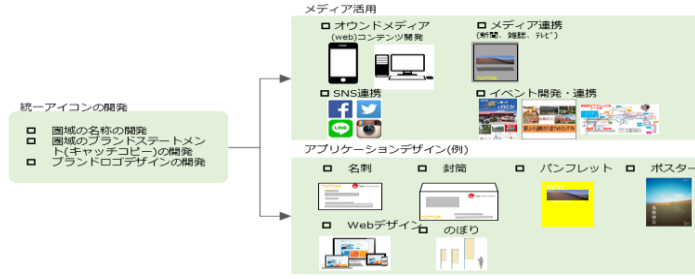 メディア活用
オウンドメディア
(web)コンテンツ開発
メディア連携
(新聞、雑誌、ﾃﾚﾋﾞ)
SNS連携
イベント開発・連携
LINE
統一アイコンの開発
圏域の名称の開発
圏域のブランドステートメン
ト(キャッチコピー)の開発
ブランドロゴデザインの開発
アプリケーションデザイン(例)
名刺
封筒
パンフレット
ポスター
Webデザイン
のぼり